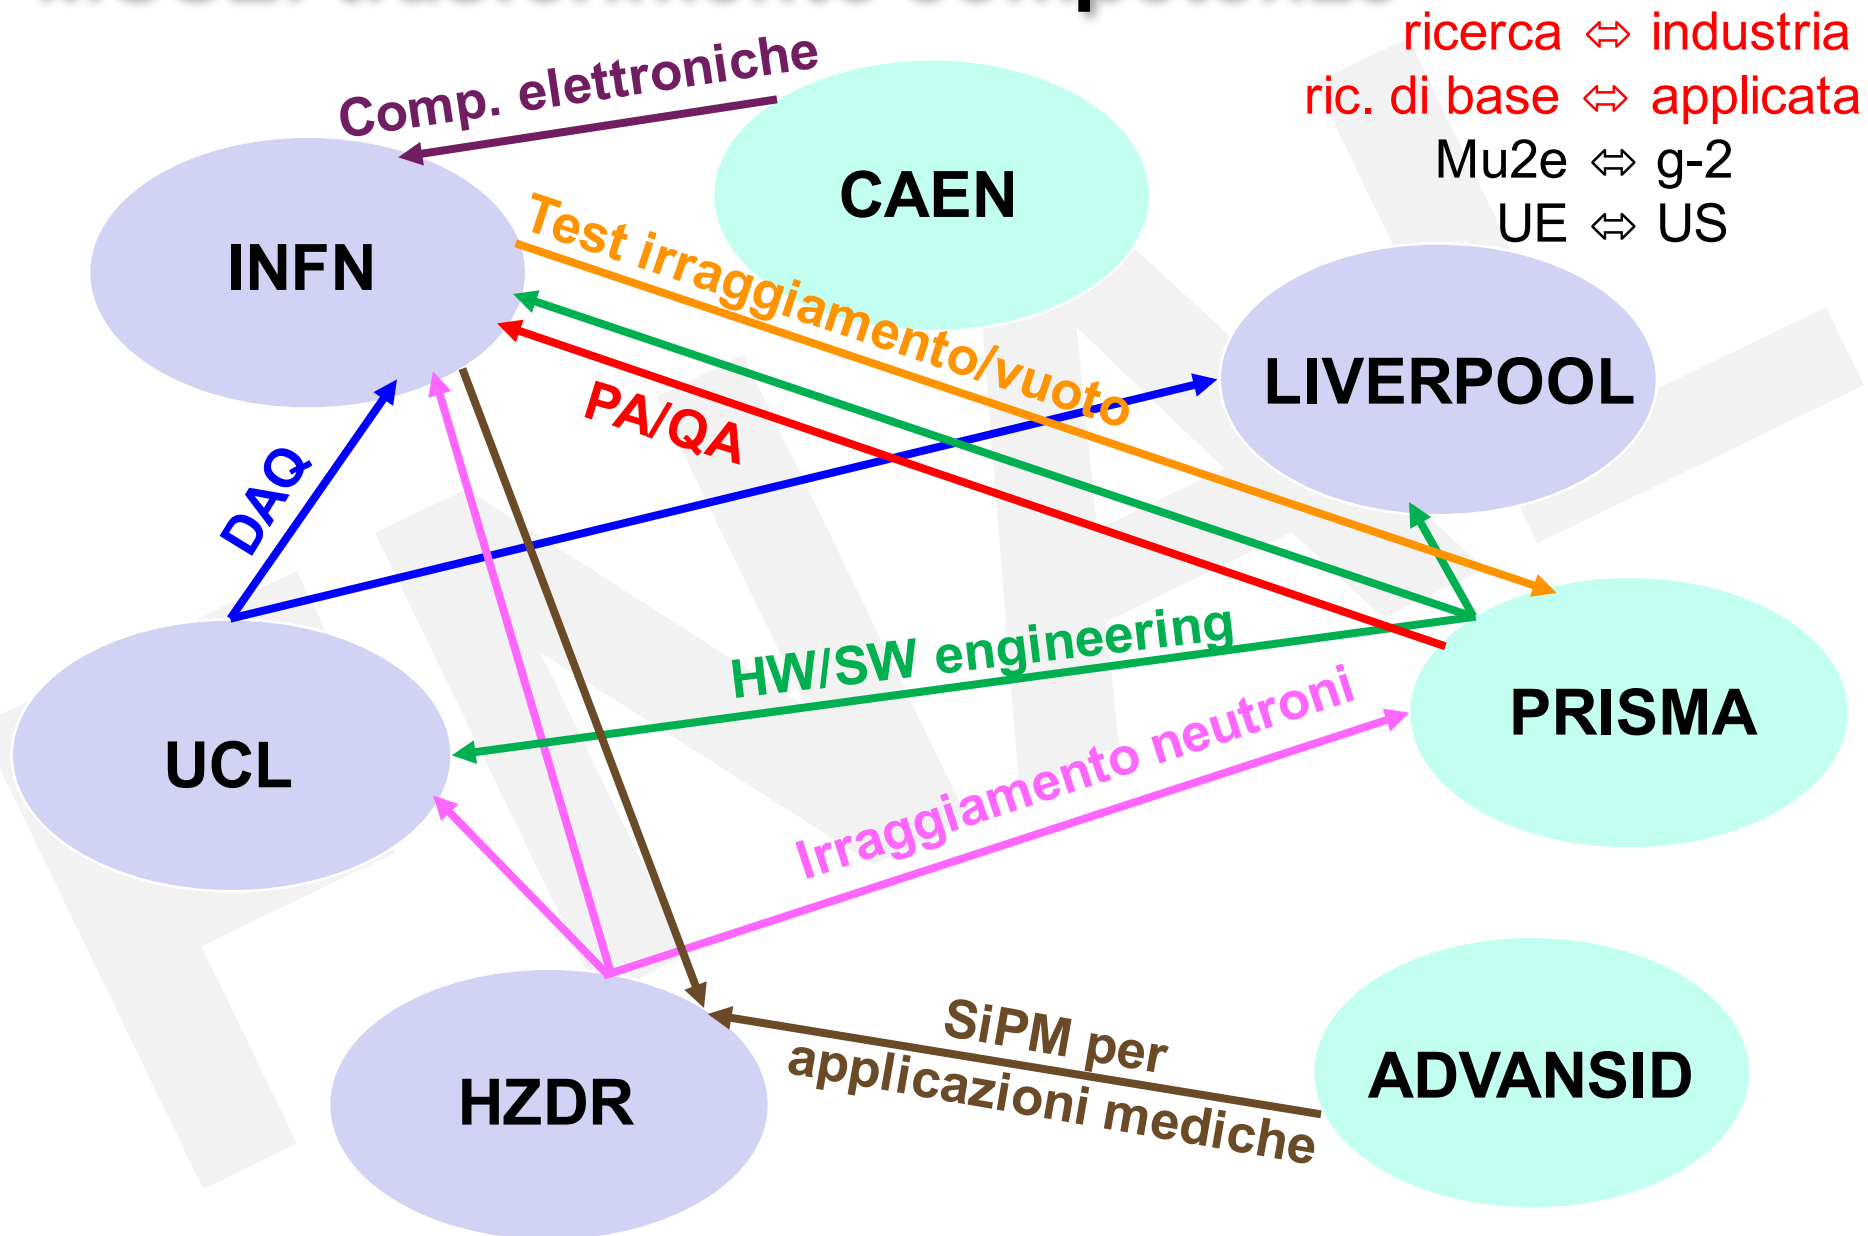 ricerca ⇔ industria
ric. di base ⇔ applicata
Mu2e ⇔ g-2
UE ⇔ US
Comp. elettroniche
CAEN
INFN
Test irraggiamento/vuoto
LIVERPOOL
PA/QA
DAQ
HW/SW engineering
PRISMA
UCL
Irraggiamento neutroni
SiPM per
applicazioni mediche
ADVANSID
HZDR
FINAL